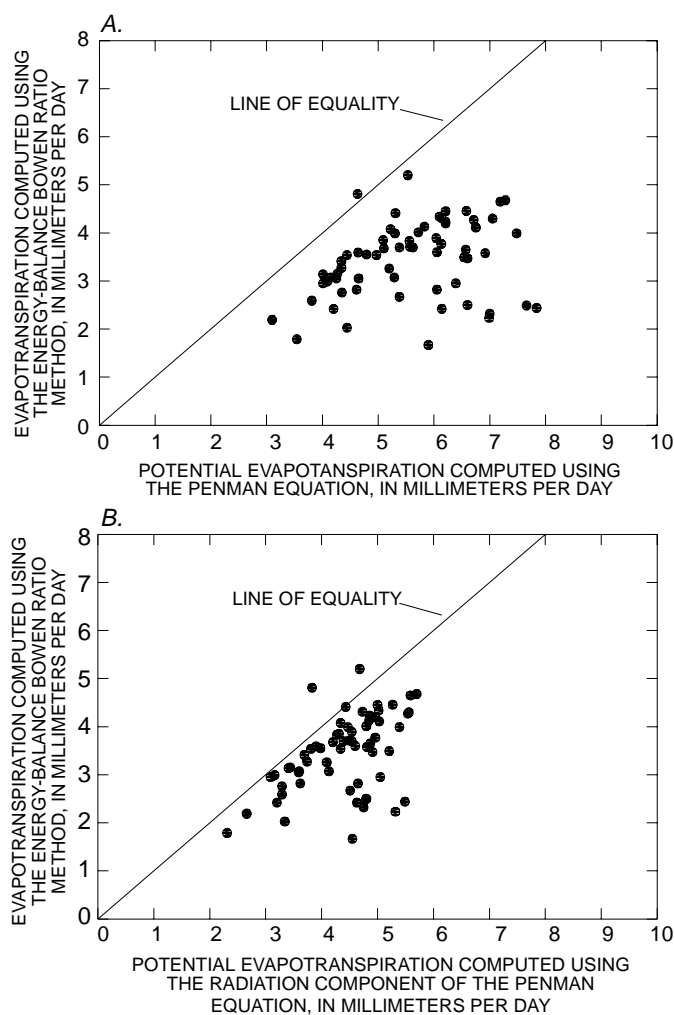 A.
EVAPOTRANSPIRATION COMPUTED USING
THE ENERGY-BALANCE BOWEN RATIO
METHOD, IN MILLIMETERS PER DAY
8
7
6
5
4
3
2
1
0
LINE OF EQUALITY
0 1 2 3 4 5 6 7 8 9 10
POTENTIAL EVAPOTANSPIRATION COMPUTED USING
THE PENMAN EQUATION, IN MILLIMETERS PER DAY
B.
EVAPOTRANSPIRATION COMPUTED USING
THE ENERGY-BALANCE BOWEN RATIO
METHOD, IN MILLIMETERS PER DAY
8
7
6
5
4
3
2
1
0
LINE OF EQUALITY
0 1 2 3 4 5 6 7 8 9 10
POTENTIAL EVAPOTRANSPIRATION COMPUTED USING
THE RADIATION COMPONENT OF THE PENMAN
EQUATION, IN MILLIMETERS PER DAY